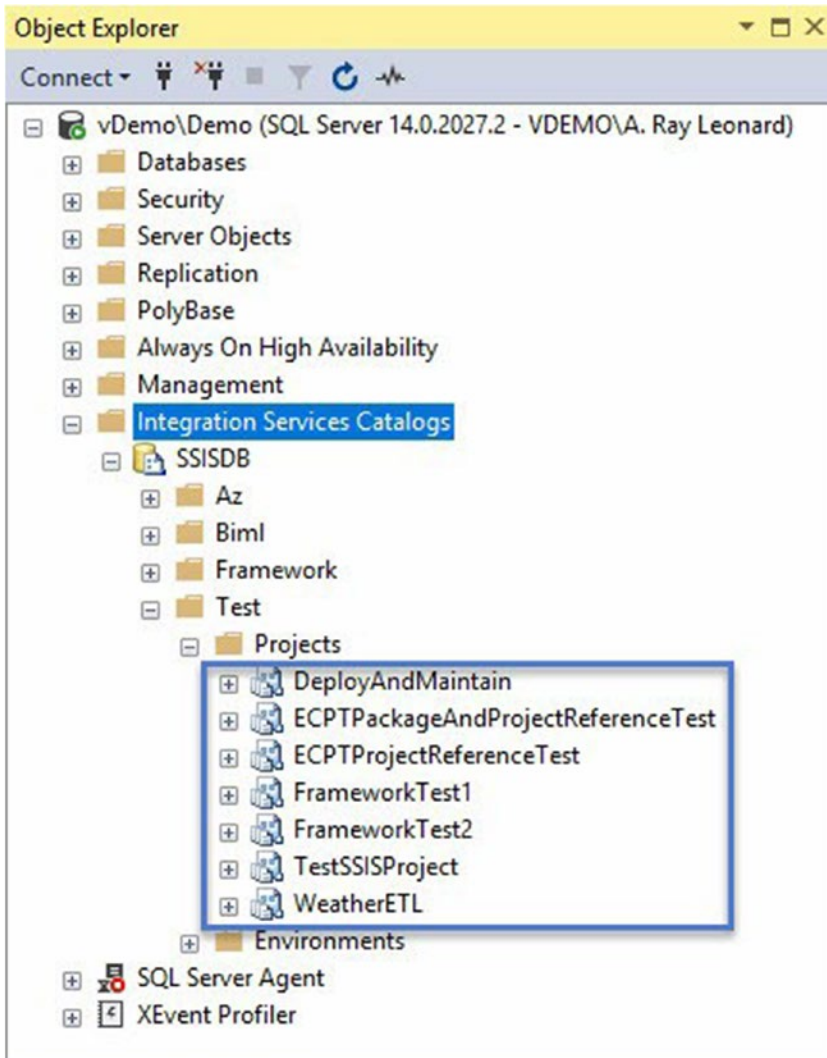 Object Explorer
Connect
vDemo\Demo (SQL Server 14.0.2027.2 - VDEMO\A. Ray Leonard)
Databases
Security
Server Objects
Replication
PolyBase
Always On High Availability
Management
Integration Services Catalogs
SSISDB
Az
Biml
Framework
Test
Projects
DeployAndMaintain
ECPTPackageAndProjectReferenceTest
ECPTProjectReferenceTest
FrameworkTest1
FrameworkTest2
TestSSISProject
WeatherETL
Environments
SQL Server Agent
XEvent Profiler